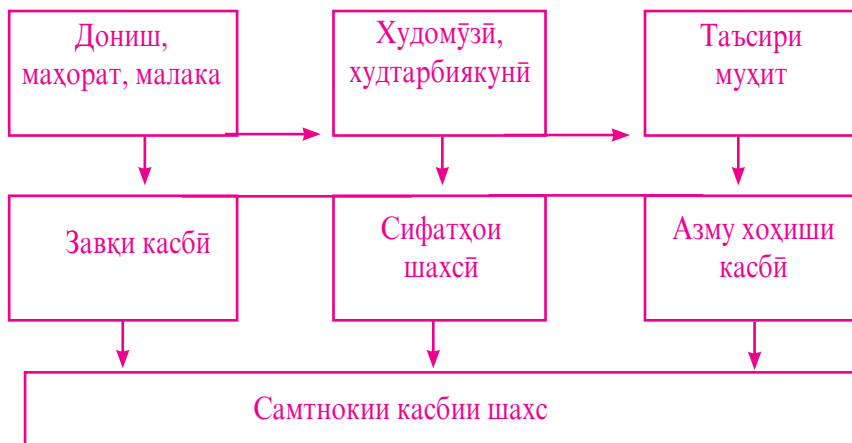 Дониш,
маҳорат, малака
Худомӯзӣ,
худтарбиякунӣ
Таъсири
муҳит
Завқи касбӣ
Сифатҳои
шахсӣ
Азму хоҳиши
касбӣ
Самтнокии касбии шахс